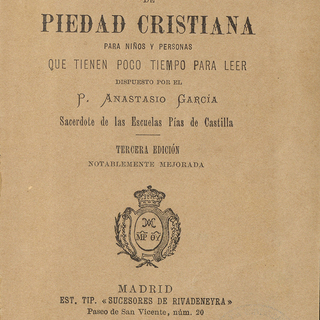 DE
PIEDAD CRISTIANA
PARA NIÑOS Y PERSONAS
QUE TIENEN POCO TIEMPO PARA LEER
DISPUESTO POR EL
P. ANASTASIO GARCÍA
Sacerdote de las Escuelas Pías de Castilla
TERCERA EDICIÓN
NOTABLEMENTE MEJORADA
MADRID
EST. TIP. «SUCESORES DE RIVADENEYRA»
Paseo de San Vicente, núm. 20